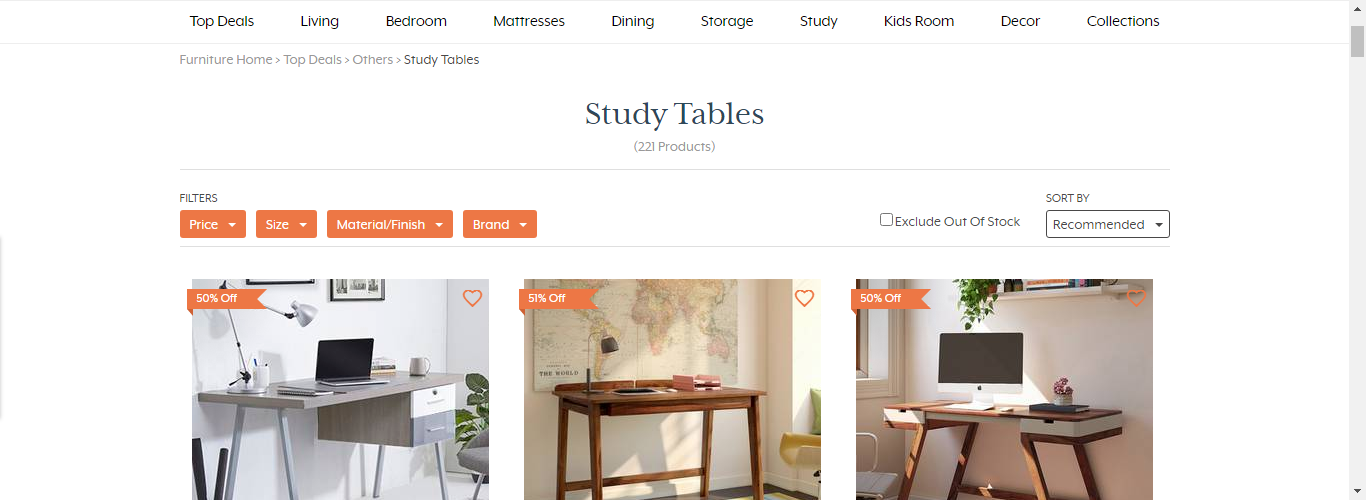 Top Deals Living Bedroom Mattresses Dining Storage Study Kids Room Decor Collections
Furniture Home > Top Deals > Others > Study Tables
Study Tables
(221 Products)
FILTERS
SORT BY
Price Size Material/Finish Brand
Exclude Out Of Stock
Recommended
50% Off
51% Off
50% Off
THE WORLD